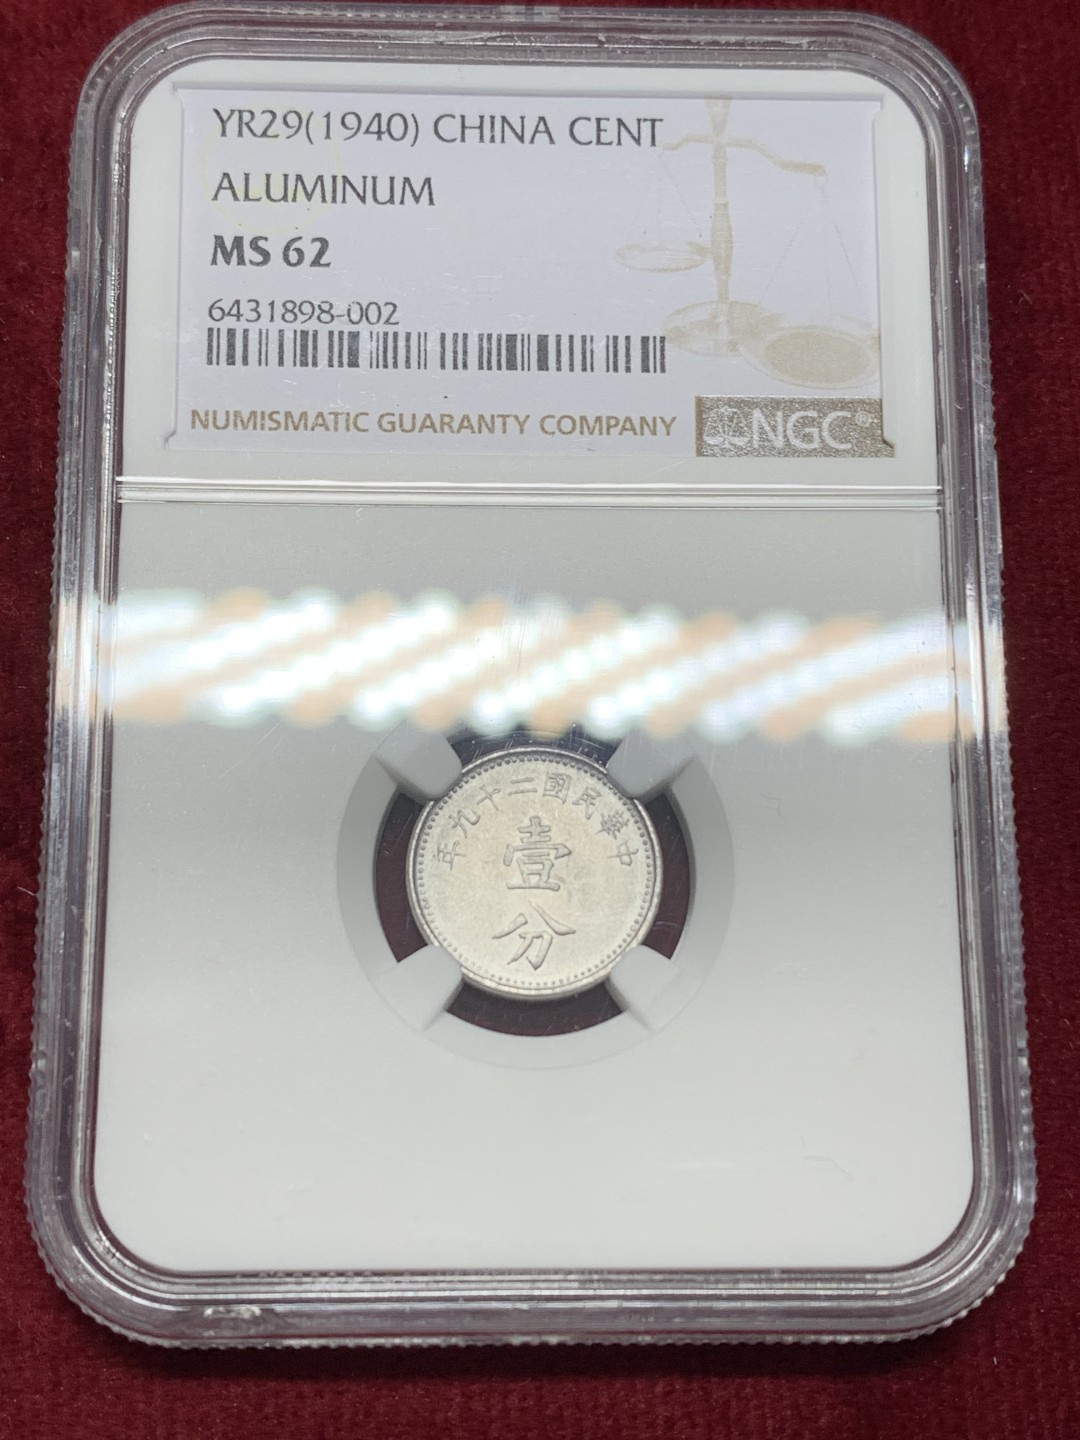 YR29(1940) CHINA CENT
ALUMINUM
MS 62
6431898-002
NUMISMATIC GUARANTY COMPANY
NGC®
中華民國二十九年
壹
分